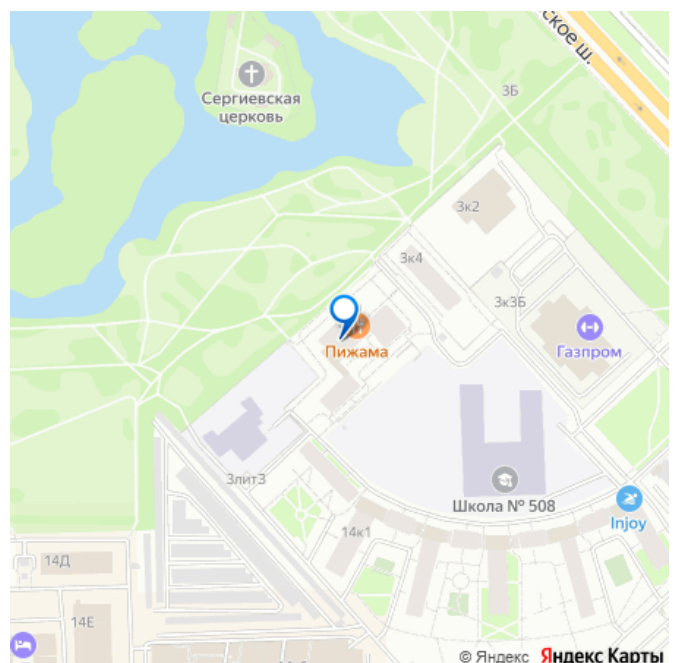 ское ш.
Сергиевская
церковь
3Б
3к2
3к4
3к3Б
Газпром
Пижама
3лит3
Школа № 508
Injoy
14к1
14Д
14Е
© Яндекс Яндекс Карты